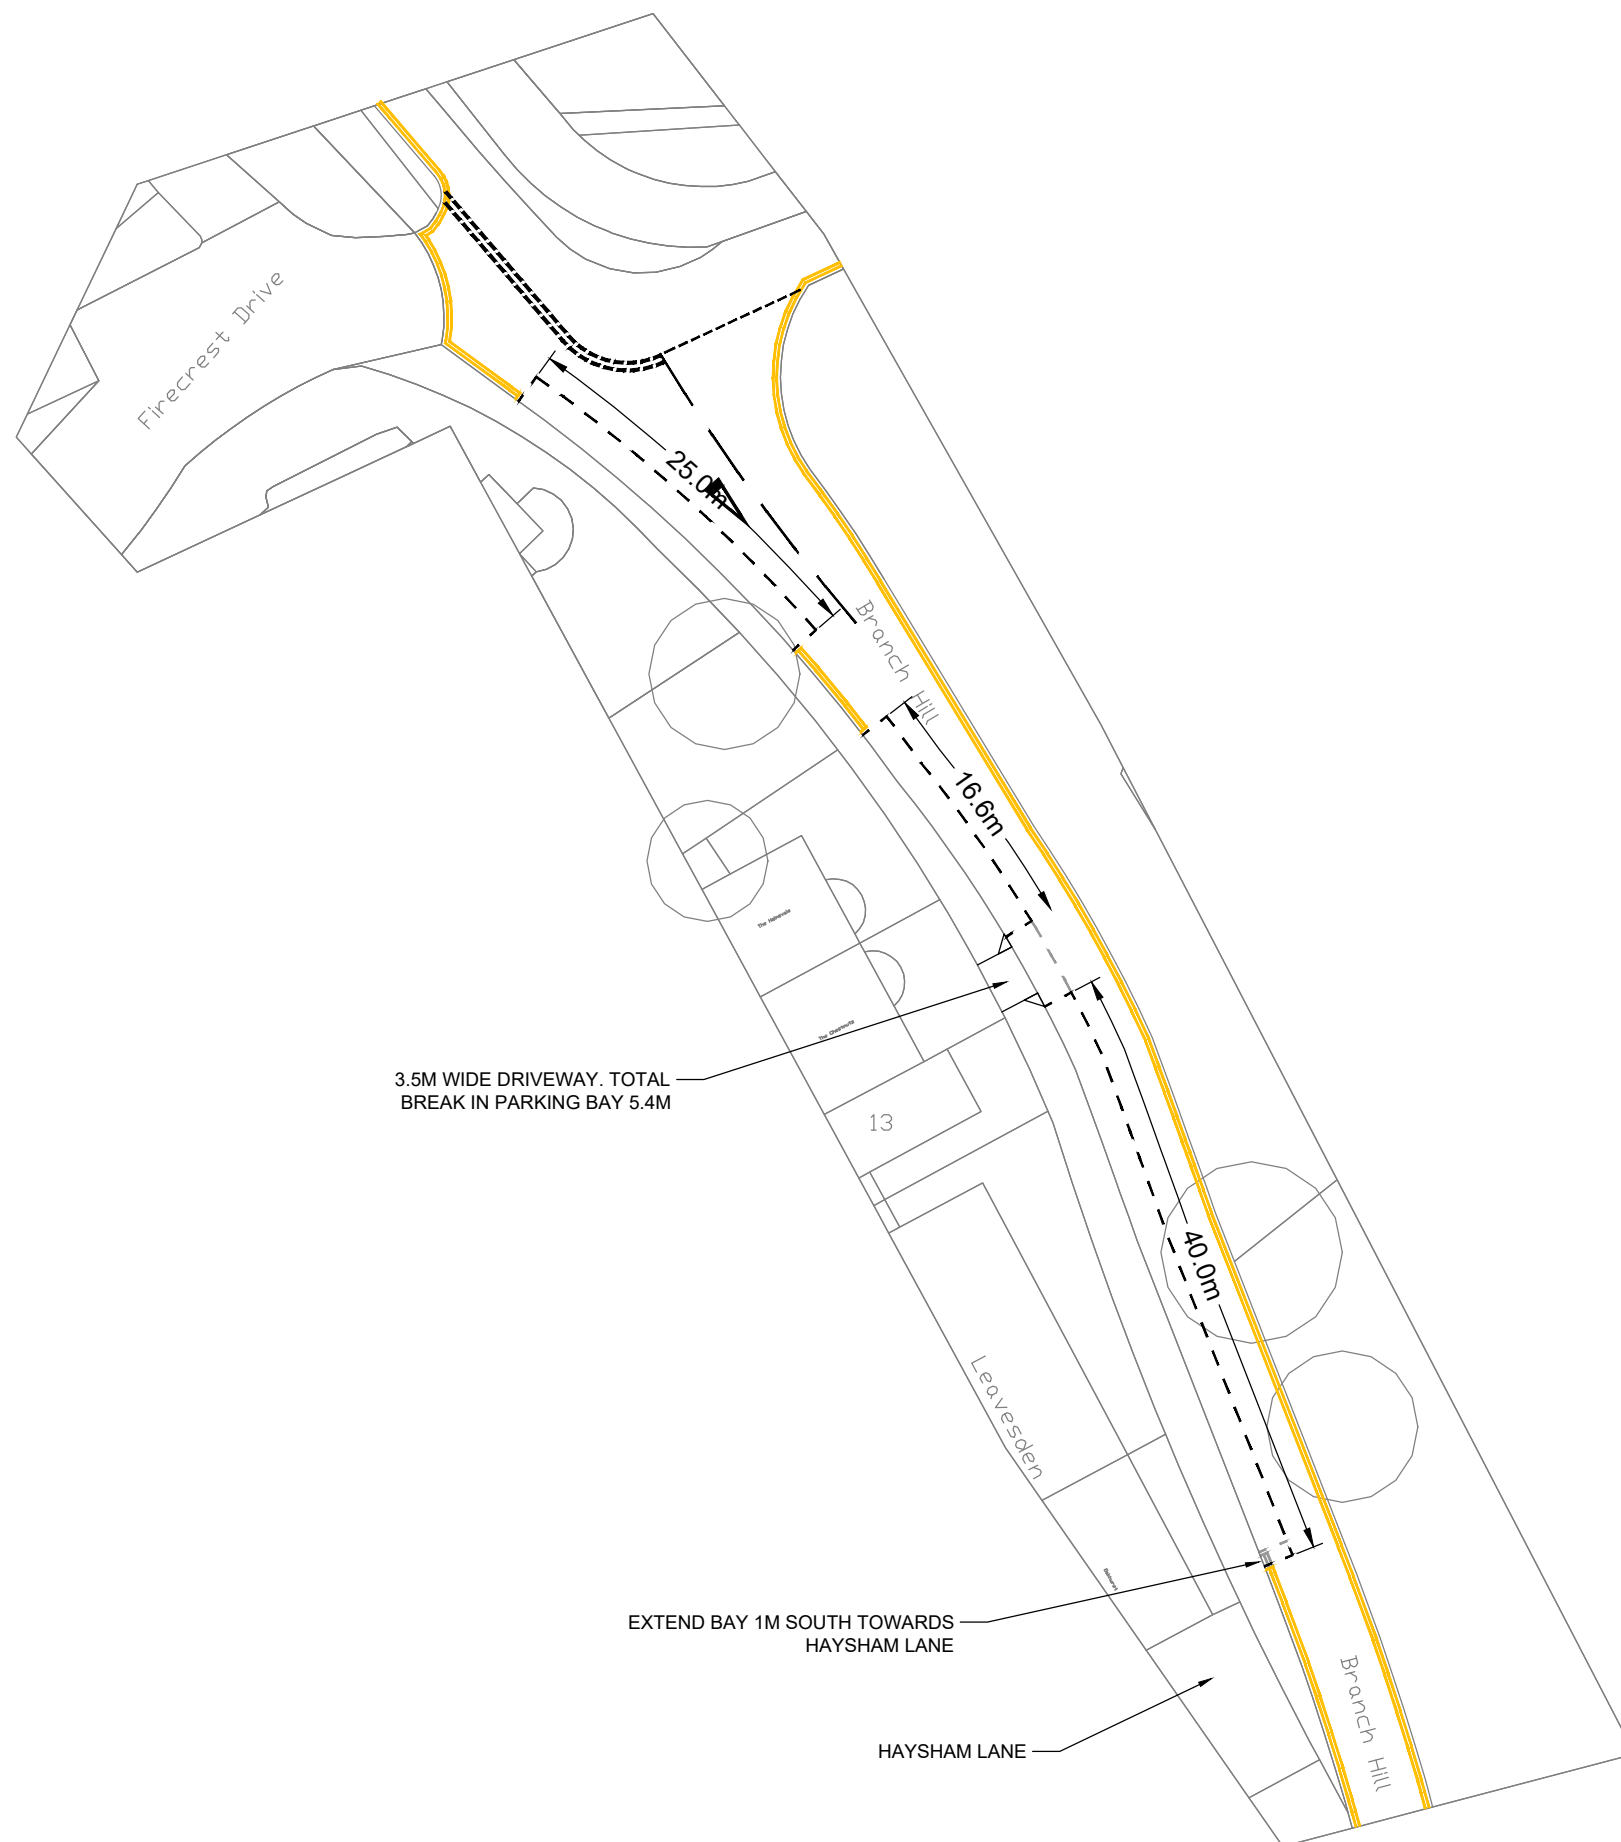 Firecrest Drive
25.0m
Branch Hill
16.6m
3.5M WIDE DRIVEWAY. TOTAL
BREAK IN PARKING BAY 5.4M
13
40.0m
Leavesden
EXTEND BAY 1M SOUTH TOWARDS
HAYSHAM LANE
Branch Hill
HAYSHAM LANE